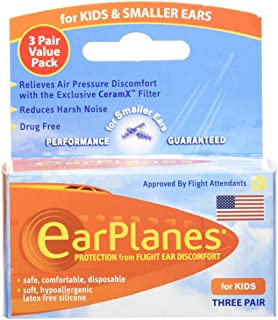 for KIDS & SMALLER EARS
3 Pair
Value
Pack
Relieves Air Pressure Discomfort
with the Exclusive CeramX™ Filter
Reduces Harsh Noise
Drug Free
for Smaller Ears
PERFORMANCE GUARANTEED
Approved By Flight Attendants
earPlanes®
PROTECTION from FLIGHT EAR DISCOMFORT
• safe, comfortable, disposable
• soft, hypoallergenic
latex free silicone
for KIDS
THREE PAIR